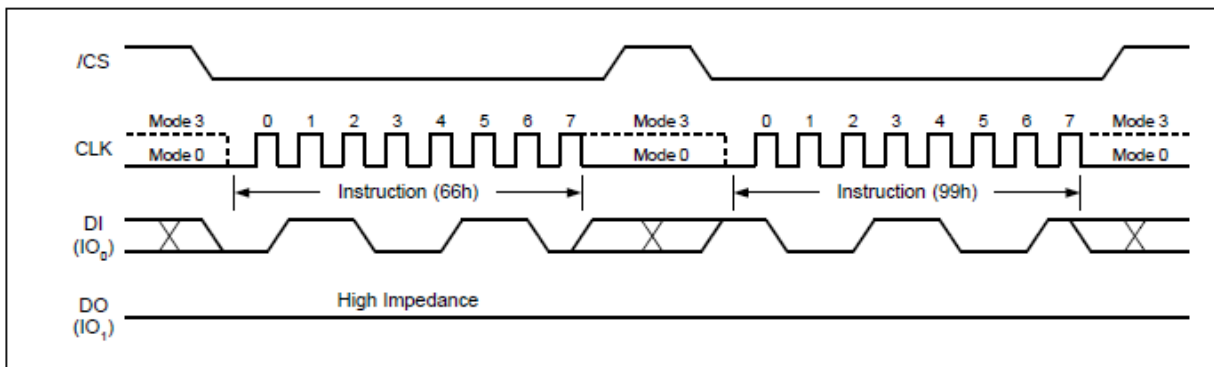 /CS
Mode 3 0 1 2 3 4 5 6 7 Mode 3 0 1 2 3 4 5 6 7 Mode 3
CLK
Mode 0 Mode 0 Mode 0
Instruction (66h) Instruction (99h)
DI
(IO0)
High Impedance
DO
(IO1)